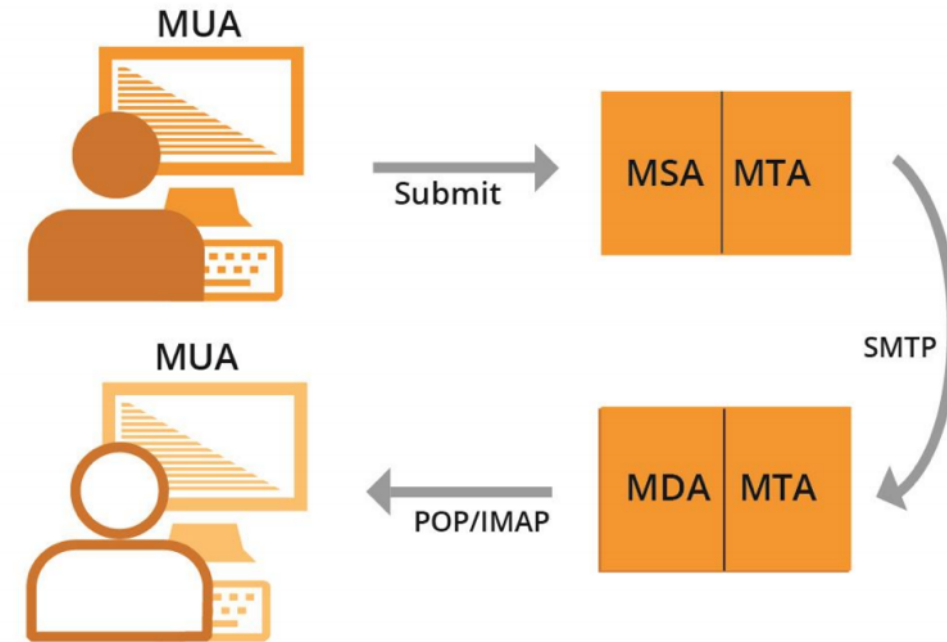 MUA
Submit
MSA MTA
SMTP
MUA
MDA MTA
POP/IMAP